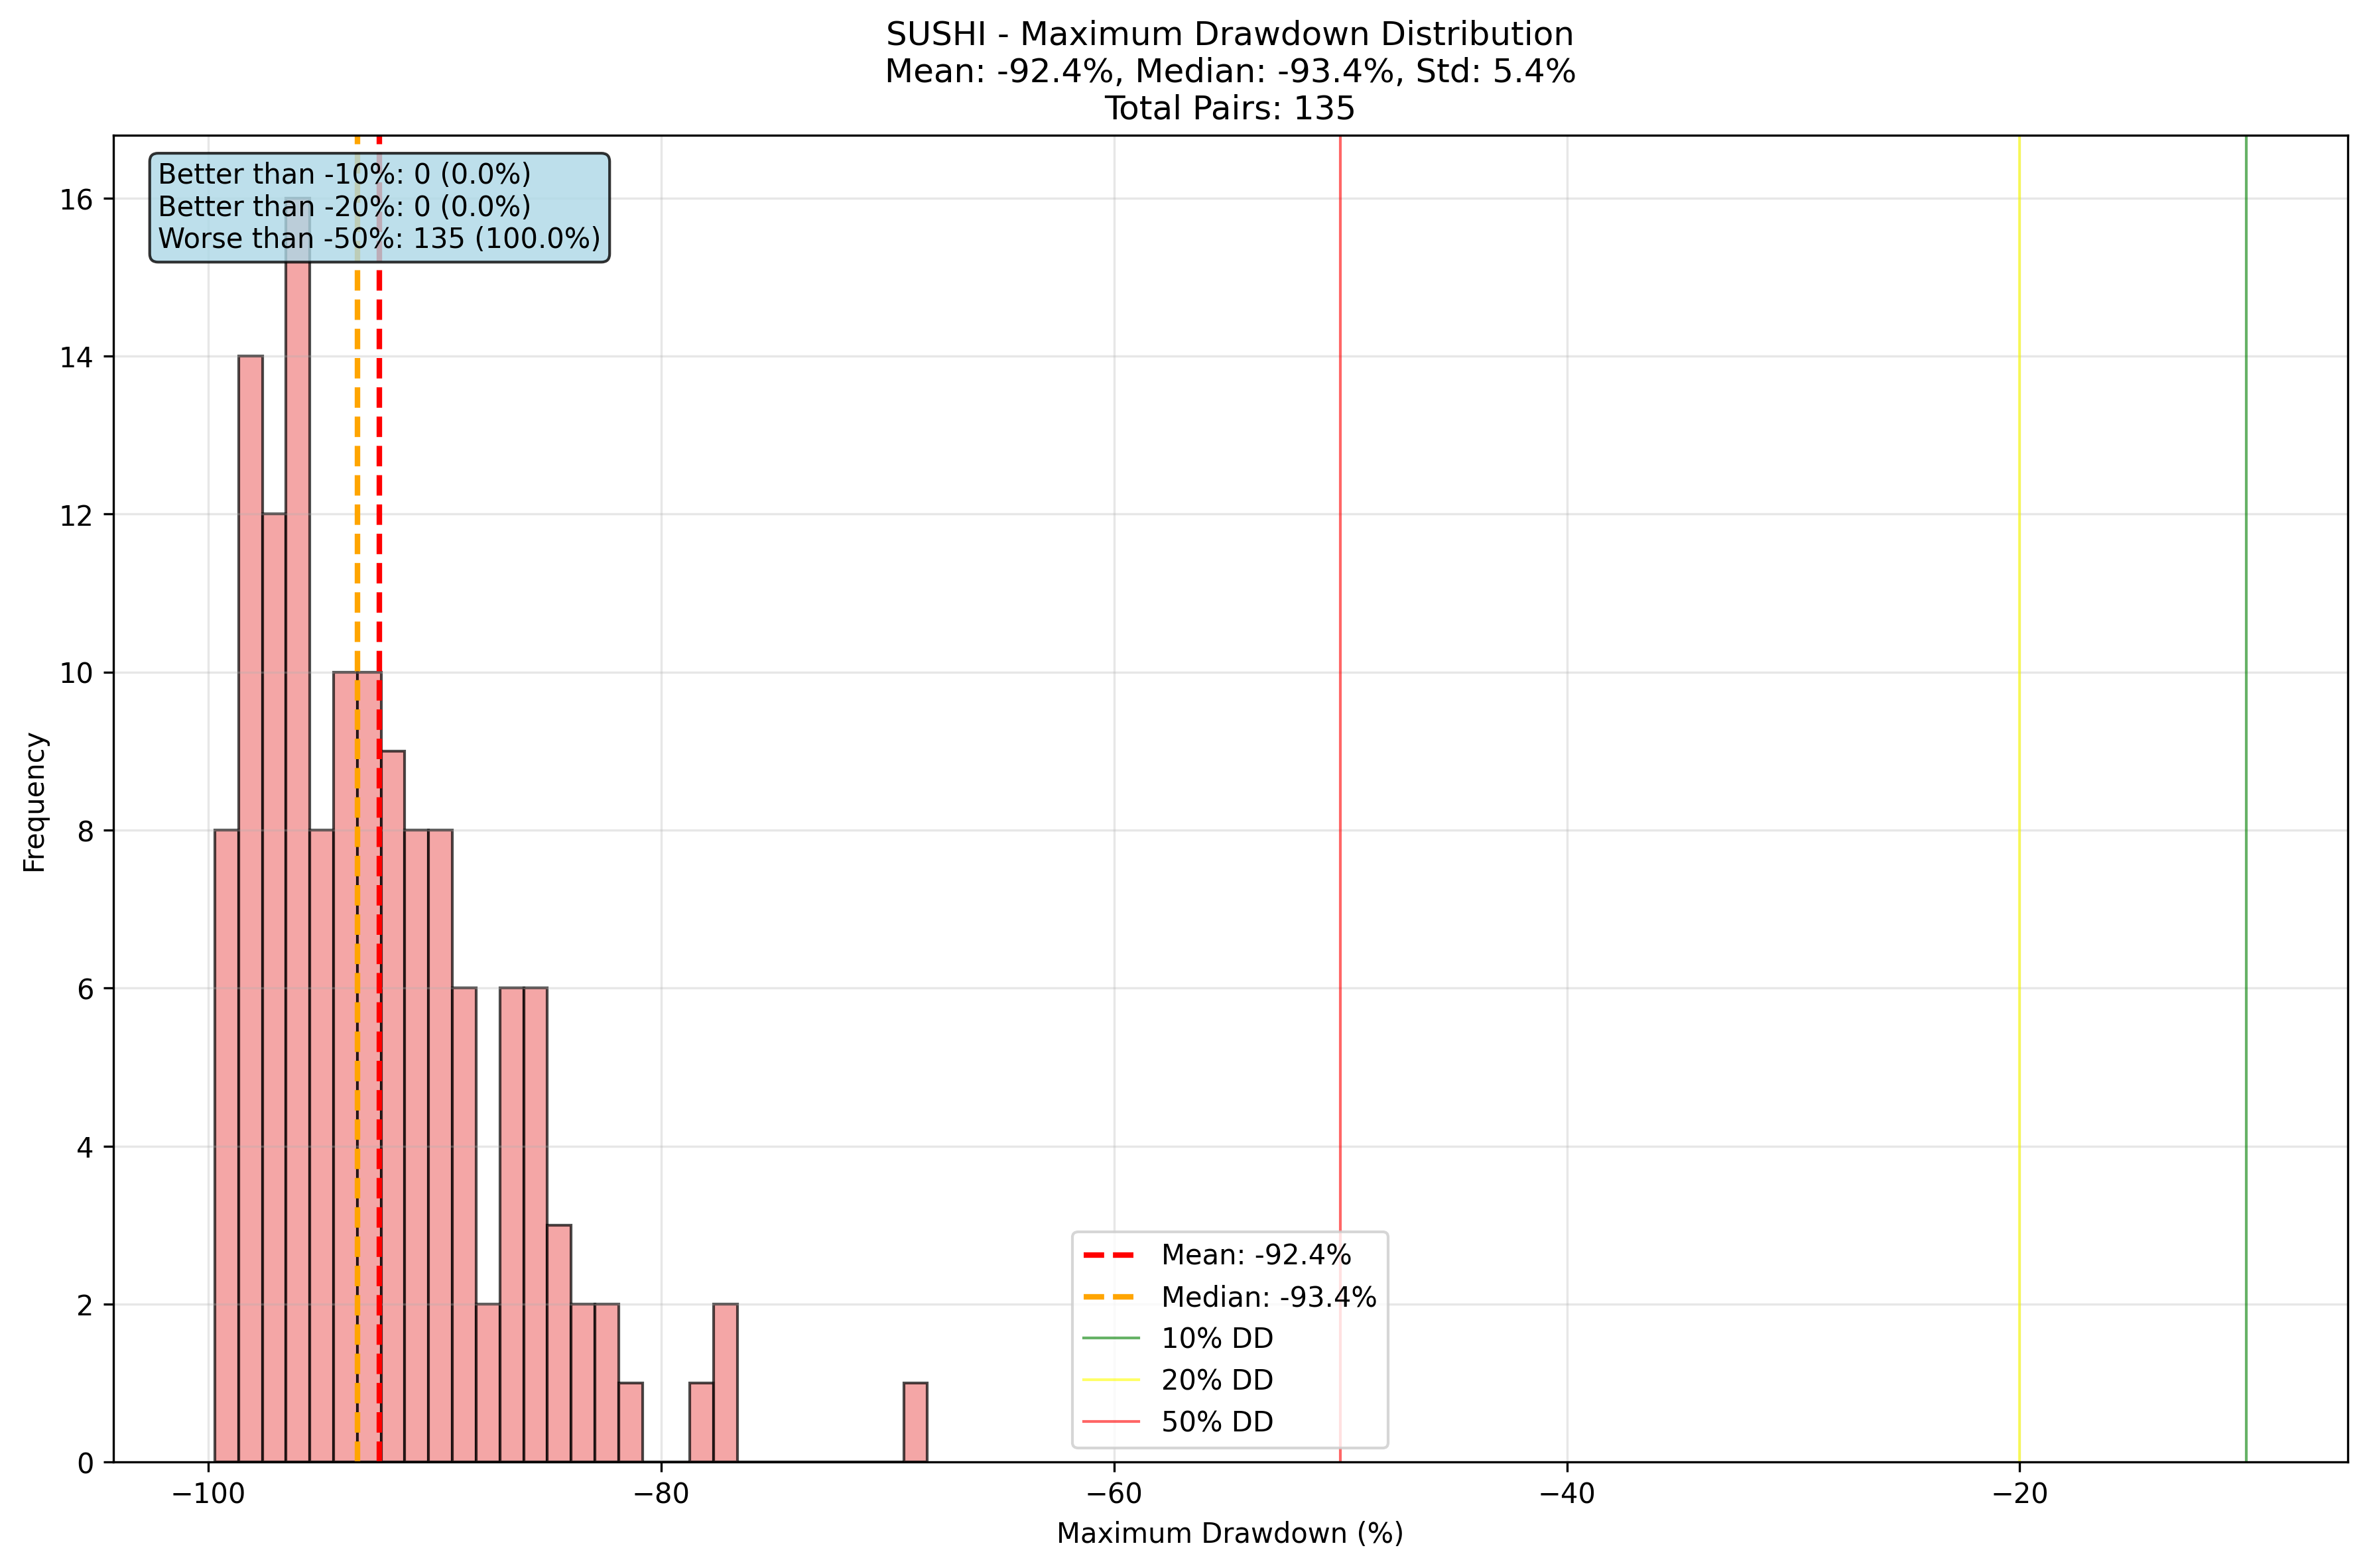 SUSHI - Maximum Drawdown Distribution
Mean: -92.4%, Median: -93.4%, Std: 5.4%
Total Pairs: 135
Better than -10%: 0 (0.0%)
Better than -20%: 0 (0.0%)
Worse than -50%: 135 (100.0%)
16
14
12
10
8
6
4
2
0
Frequency
Mean: -92.4%
Median: -93.4%
10% DD
20% DD
50% DD
−100
−80
−60
−40
−20
Maximum Drawdown (%)